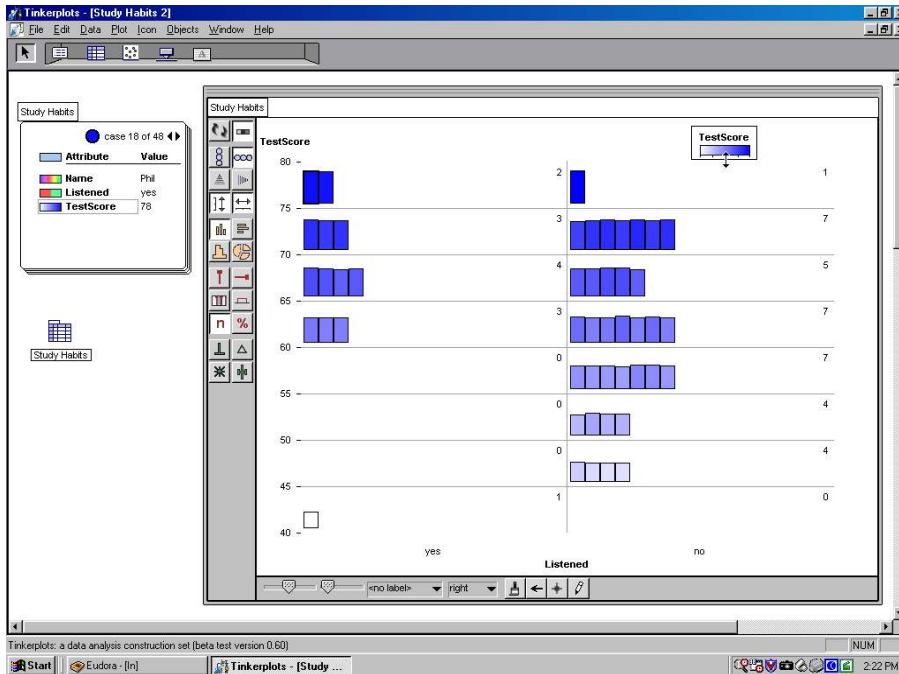 Tinkerplots - [Study Habits 2]
File Edit Data Plot Icon Objects Window Help
A
Study Habits
case 18 of 48
Attribute Value
Name Phil
Listened yes
TestScore 78
Study Habits
Study Habits
TestScore
TestScore
80
2 1
75
3 7
70
4 5
65
3 7
60
0 7
55
0 4
50
0 4
45
1 0
40
yes no
Listened
n %
<no label> right
Tinkerplots: a data analysis construction set (beta test version 0.60)
NUM
Start Eudora - [In] Tinkerplots - [Study ... 2:22 PM